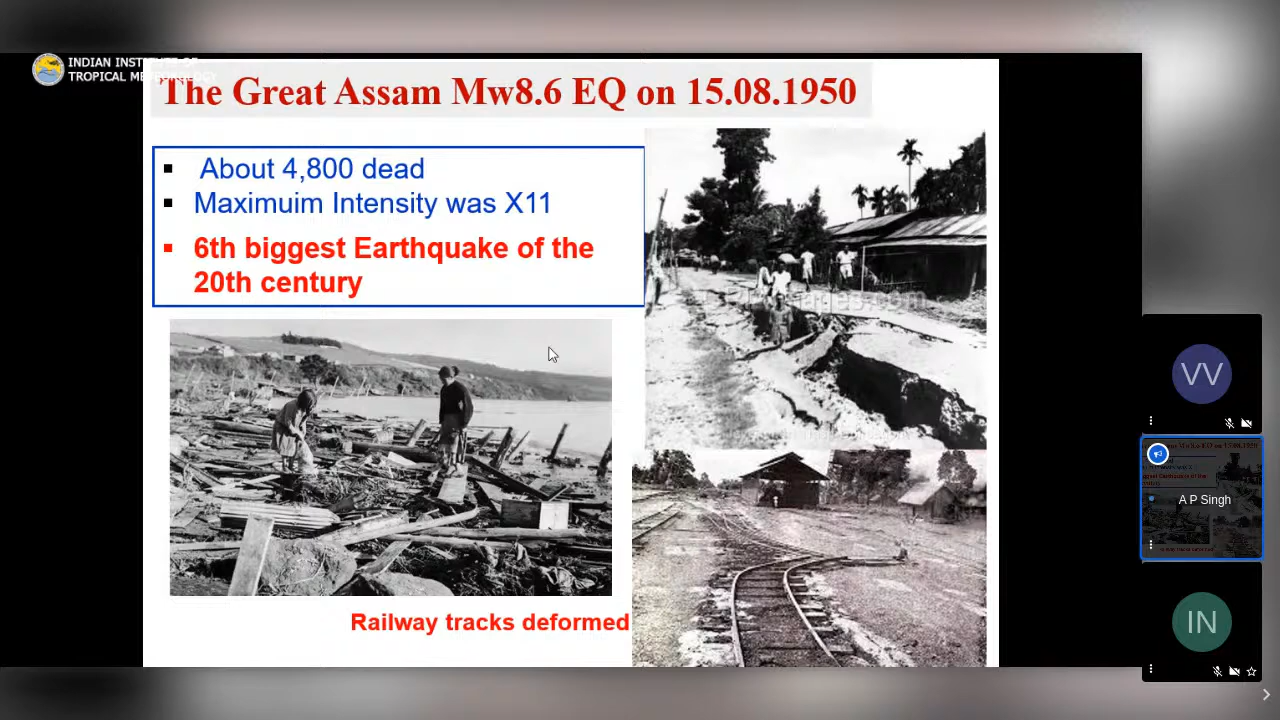 INDIAN INSTITUTE OF
TROPICAL METEOROLOGY
The Great Assam Mw8.6 EQ on 15.08.1950
About 4,800 dead
Maximuim Intensity was X11
6th biggest Earthquake of the
20th century
Railway tracks deformed
VV
A P Singh
IN